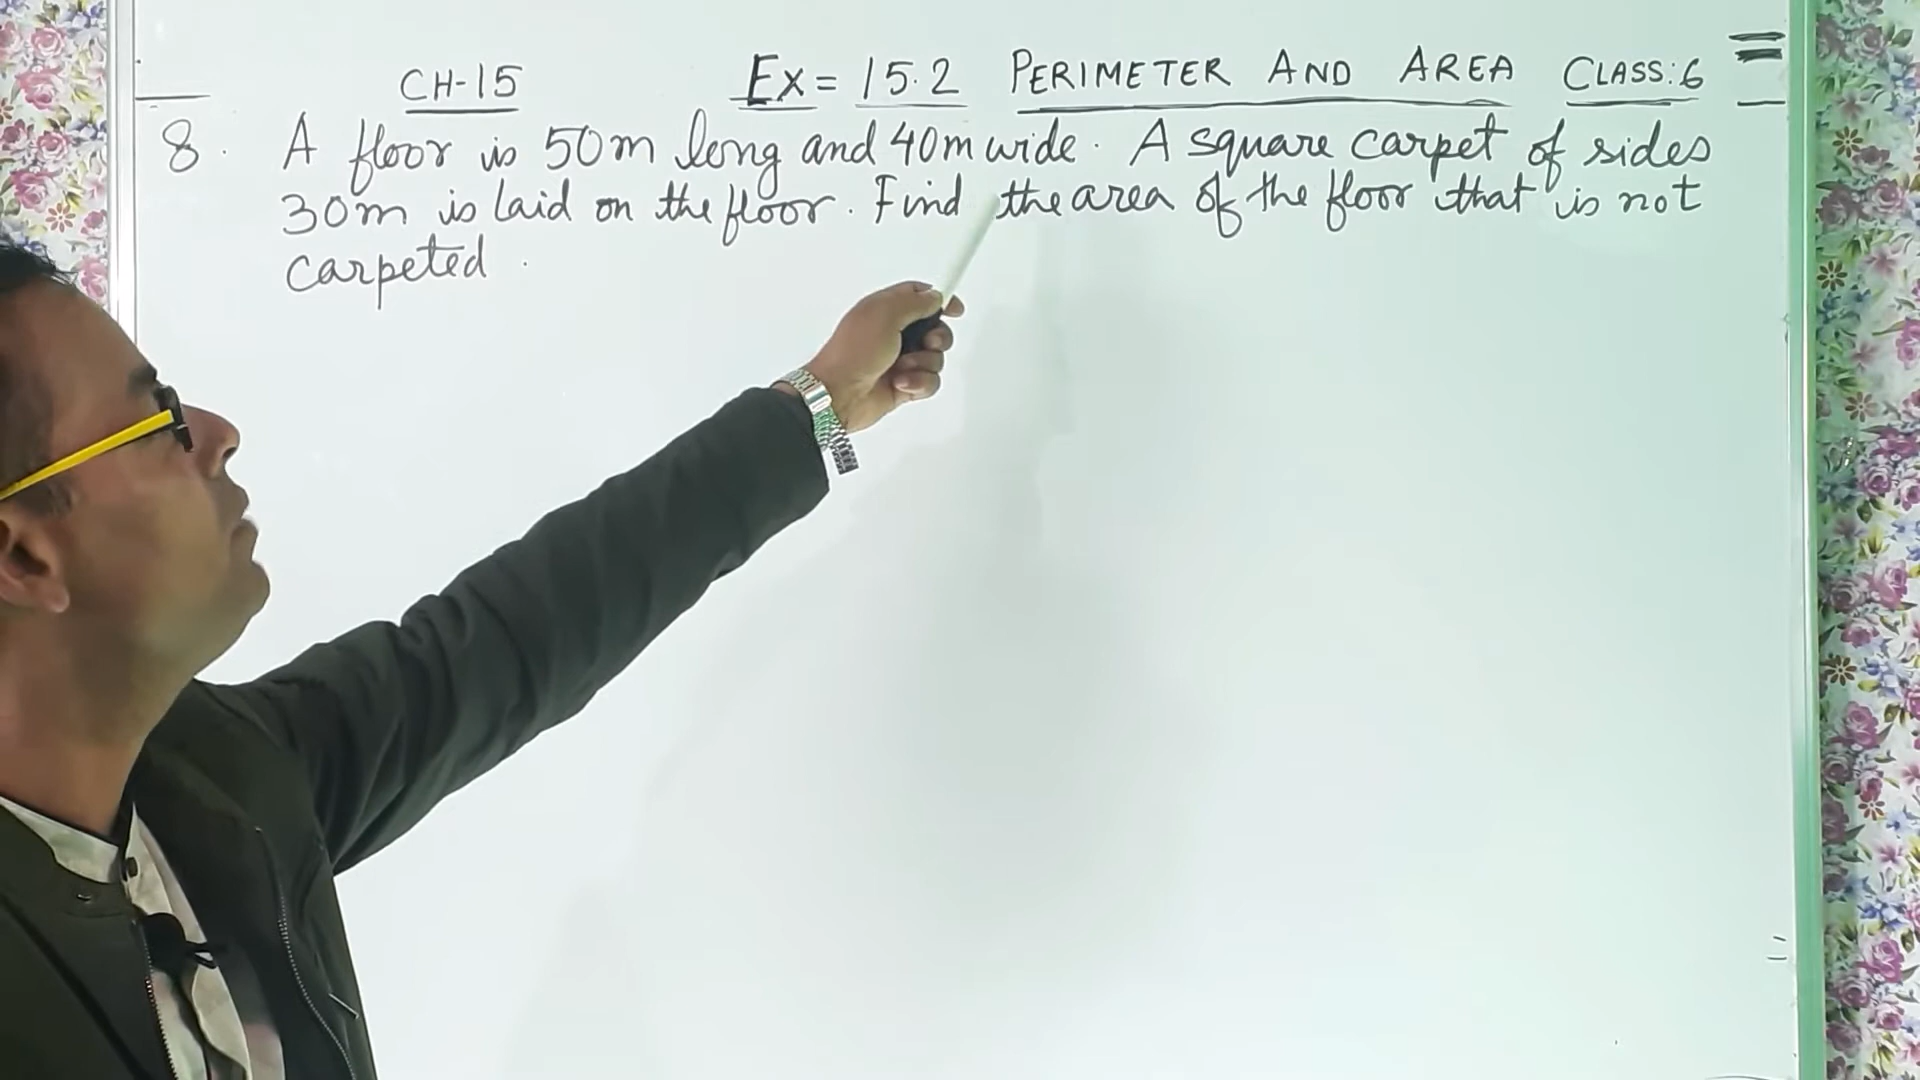 CH-15 Ex = 15.2 PERIMETER AND AREA CLASS:6
8. A floor is 50m long and 40m wide. A square carpet of sides
30m is laid on the floor. Find the area of the floor that is not
carpeted.